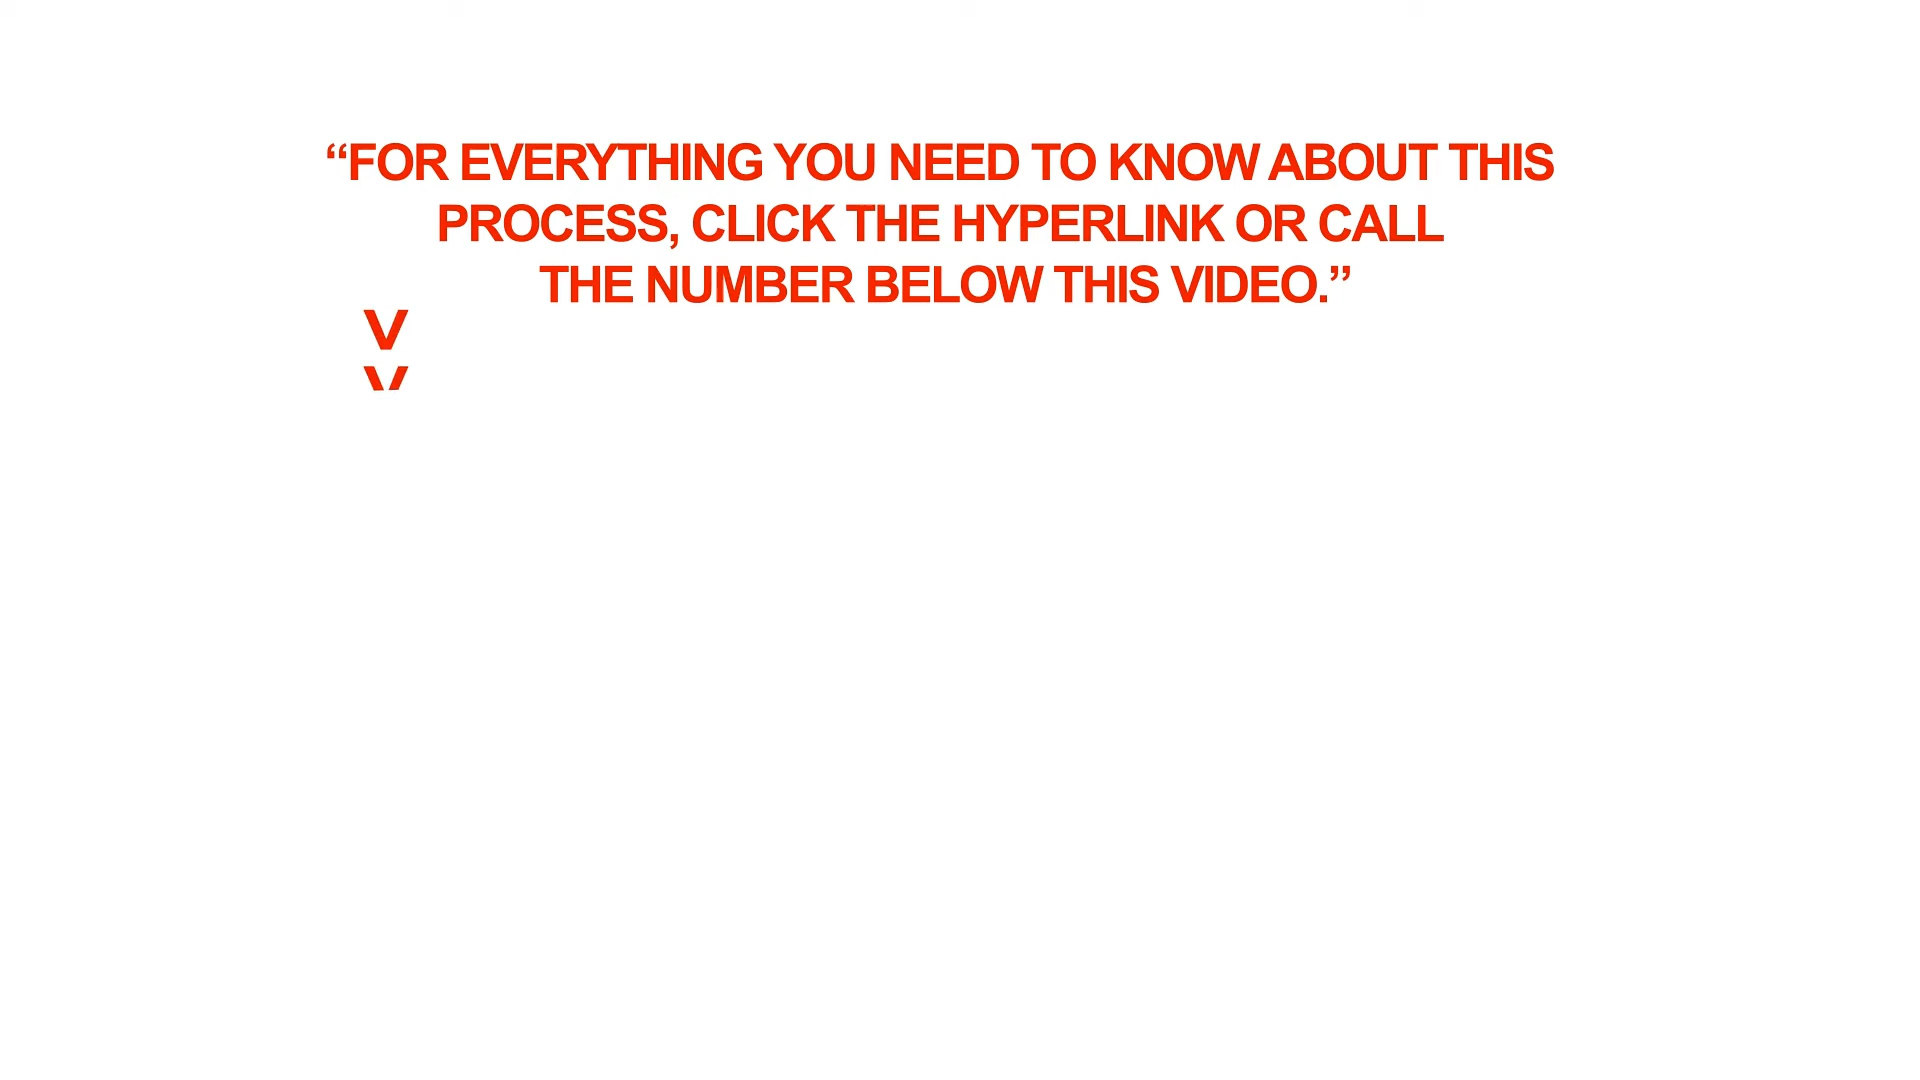 “FOR EVERYTHING YOU NEED TO KNOW ABOUT THIS
PROCESS, CLICK THE HYPERLINK OR CALL
THE NUMBER BELOW THIS VIDEO.”
V
V